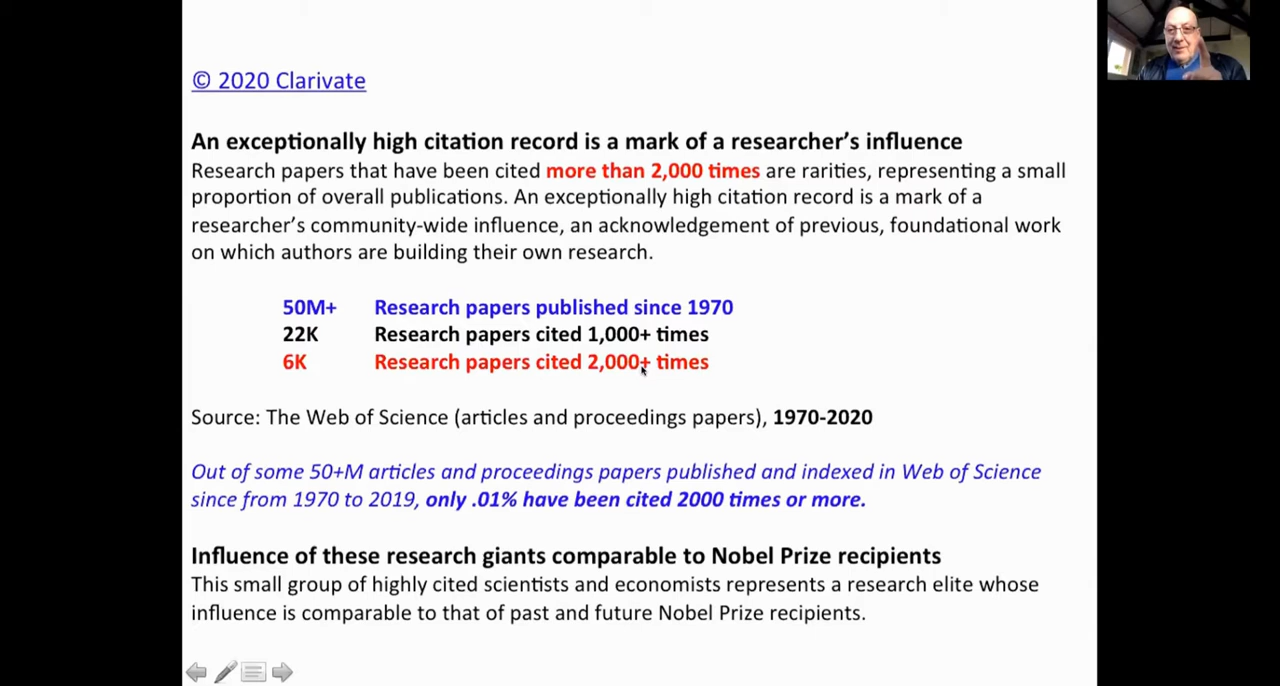 © 2020 Clarivate
An exceptionally high citation record is a mark of a researcher's influence
Research papers that have been cited more than 2,000 times are rarities, representing a small
proportion of overall publications. An exceptionally high citation record is a mark of a
researcher's community-wide influence, an acknowledgement of previous, foundational work
on which authors are building their own research.
50M+ Research papers published since 1970
22K Research papers cited 1,000+ times
6K Research papers cited 2,000+ times
Source: The Web of Science (articles and proceedings papers), 1970-2020
Out of some 50+M articles and proceedings papers published and indexed in Web of Science
since from 1970 to 2019, only .01% have been cited 2000 times or more.
Influence of these research giants comparable to Nobel Prize recipients
This small group of highly cited scientists and economists represents a research elite whose
influence is comparable to that of past and future Nobel Prize recipients.